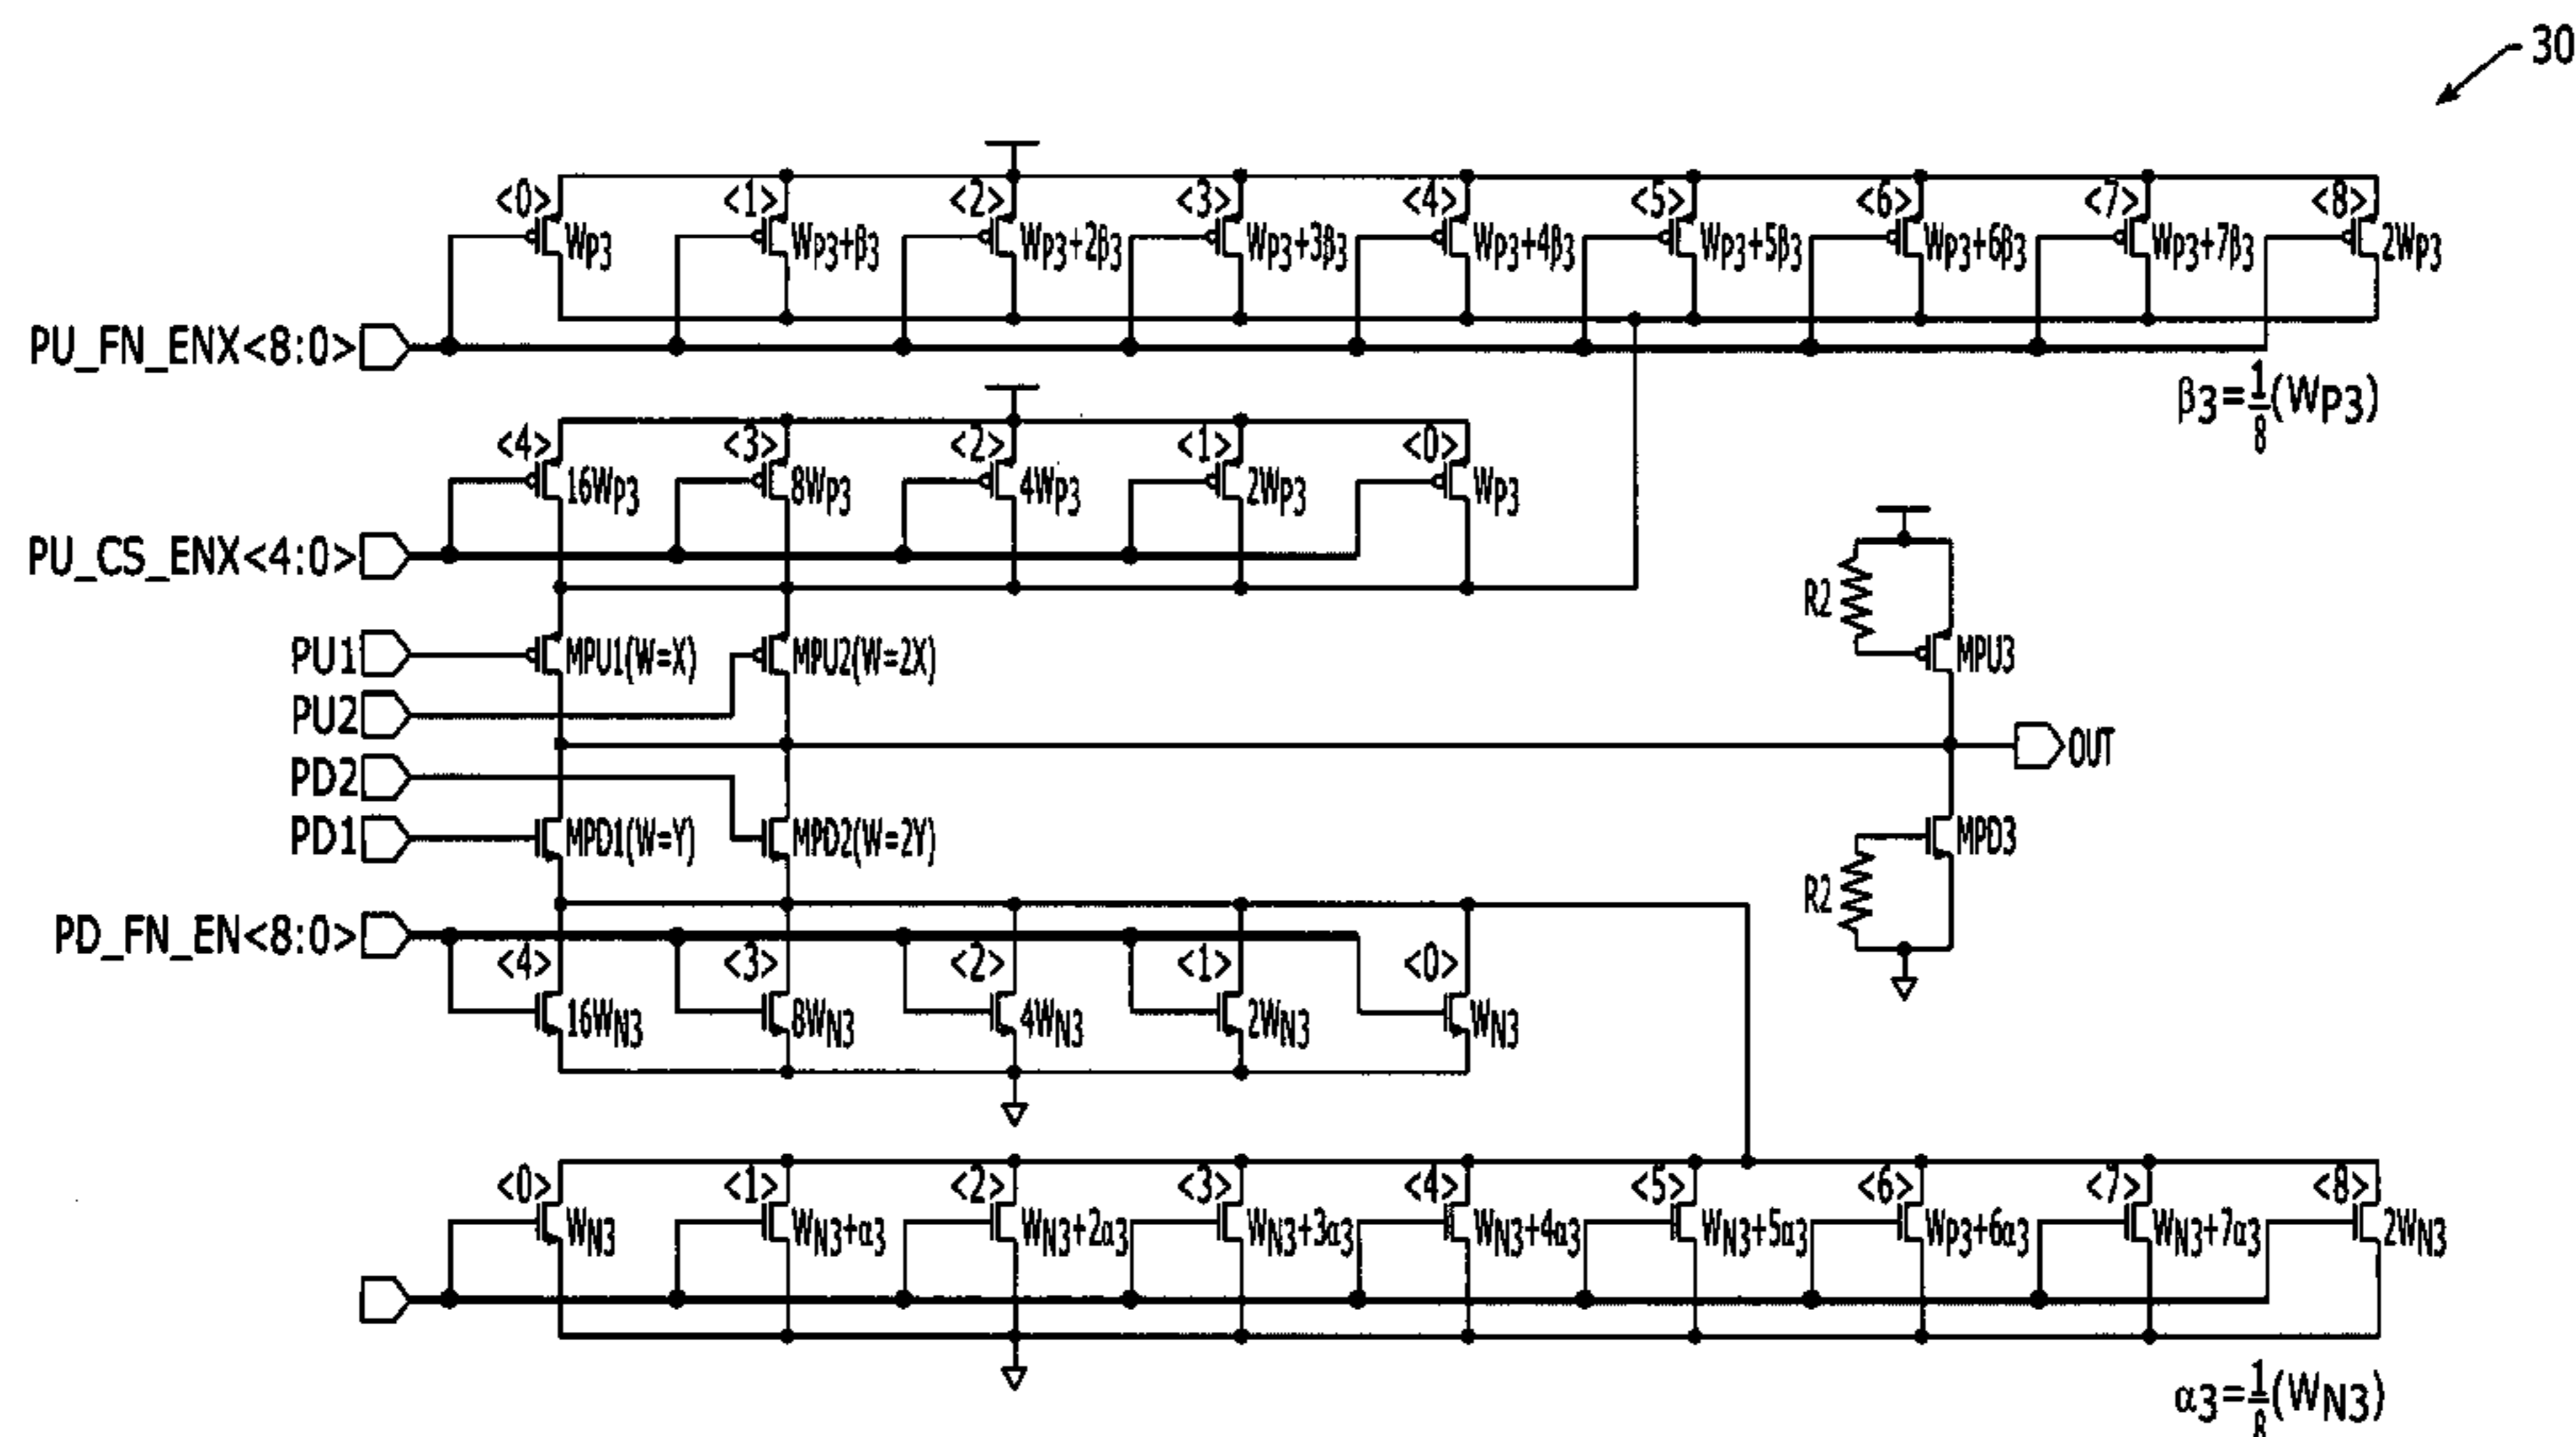 30
<0> <1> <2> <3> <4> <5> <6> <7> <8>
WP3 WP3+β3 WP3+2β3 WP3+3β3 WP3+4β3 WP3+5β3 WP3+6β3 WP3+7β3 2WP3
PU_FN_ENX<8:0>
β3=1/8(WP3)
<4> <3> <2> <1> <0>
16WP3 8WP3 4WP3 2WP3 WP3
PU_CS_ENX<4:0>
R2
PU1 MPU1(W=X) MPU2(W=2X) MPU3
PU2
OUT
PD2
PD1 MPD1(W=Y) MPD2(W=2Y) MPD3
R2
PD_FN_EN<8:0>
<4> <3> <2> <1> <0>
16WN3 8WN3 4WN3 2WN3 WN3
<0> <1> <2> <3> <4> <5> <6> <7> <8>
WN3 WN3+α3 WN3+2α3 WN3+3α3 WN3+4α3 WN3+5α3 WP3+6α3 WN3+7α3 2WN3
α3=1/8(WN3)